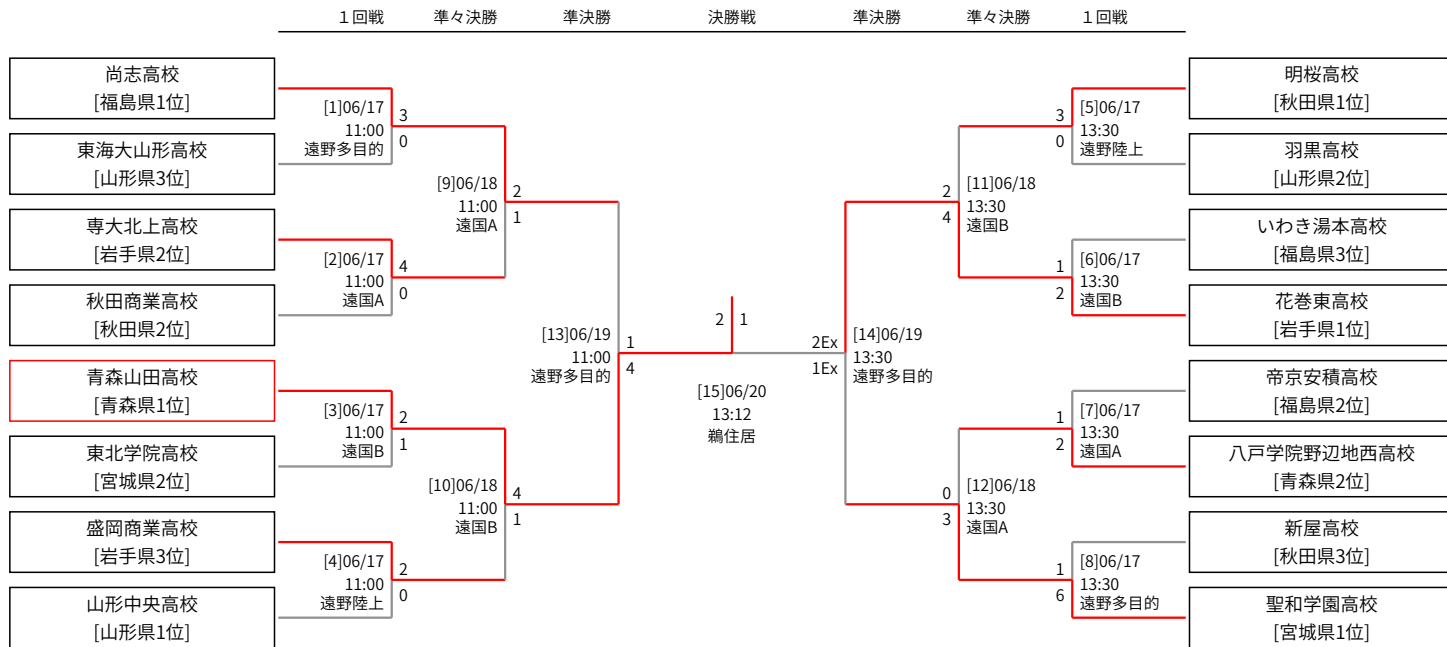 １回戦
準々決勝
準決勝
決勝戦
準決勝
準々決勝
１回戦
尚志高校
[福島県1位]
東海大山形高校
[山形県3位]
専大北上高校
[岩手県2位]
秋田商業高校
[秋田県2位]
青森山田高校
[青森県1位]
東北学院高校
[宮城県2位]
盛岡商業高校
[岩手県3位]
山形中央高校
[山形県1位]
[1]06/17
11:00
遠野多目的
3
0
[2]06/17
11:00
遠国A
4
0
[3]06/17
11:00
遠国B
2
1
[4]06/17
11:00
遠野陸上
2
0
[9]06/18
11:00
遠国A
2
1
[10]06/18
11:00
遠国B
4
1
[13]06/19
11:00
遠野多目的
1
4
2
1
[15]06/20
13:12
鵜住居
2Ex
1Ex
[14]06/19
13:30
遠野多目的
2
4
[11]06/18
13:30
遠国B
0
3
[12]06/18
13:30
遠国A
3
0
[5]06/17
13:30
遠野陸上
1
2
[6]06/17
13:30
遠国B
1
2
[7]06/17
13:30
遠国A
1
6
[8]06/17
13:30
遠野多目的
明桜高校
[秋田県1位]
羽黒高校
[山形県2位]
いわき湯本高校
[福島県3位]
花巻東高校
[岩手県1位]
帝京安積高校
[福島県2位]
八戸学院野辺地西高校
[青森県2位]
新屋高校
[秋田県3位]
聖和学園高校
[宮城県1位]